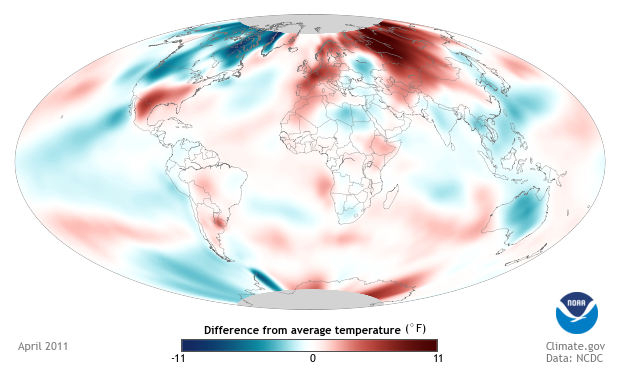 NOAA
Difference from average temperature (°F)
April 2011
-11
0
11
Climate.gov
Data: NCDC